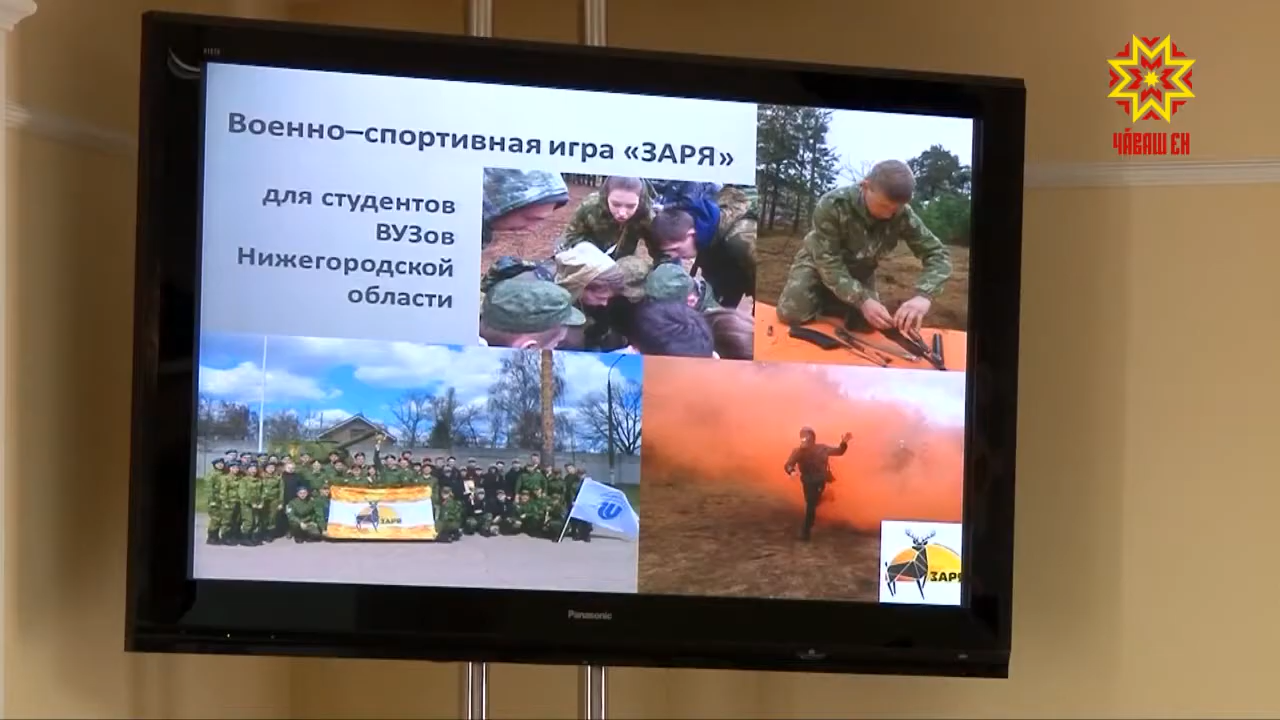 ЧĂВАШ ЕН
Военно–спортивная игра «ЗАРЯ»
для студентов
ВУЗов
Нижегородской
области
ЗАРЯ
ЗАРЯ
Panasonic